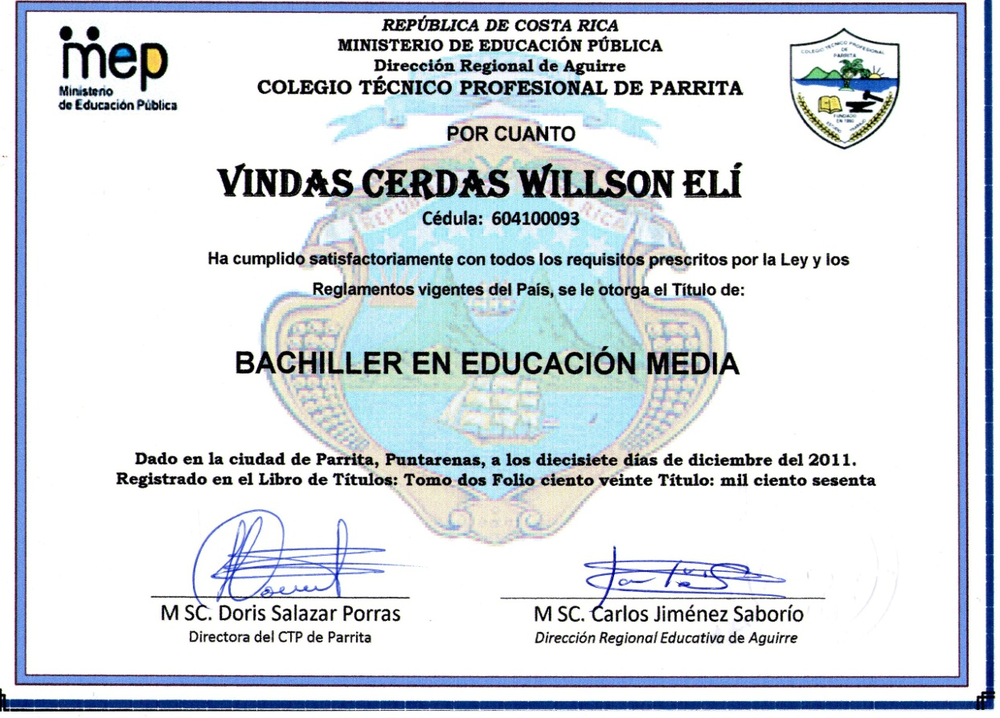 mep
Ministerio
de Educación Pública
REPÚBLICA DE COSTA RICA
MINISTERIO DE EDUCACIÓN PÚBLICA
Dirección Regional de Aguirre
COLEGIO TÉCNICO PROFESIONAL DE PARRITA
COLEGIO TÉCNICO PROFESIONAL
DE
PARRITA
FUNDADO
ESTUDIO TRABAJO
POR CUANTO
VINDAS CERDAS WILLSON ELÍ
Cédula: 604100093
Ha cumplido satisfactoriamente con todos los requisitos prescritos por la Ley y los
Reglamentos vigentes del País, se le otorga el Título de:
BACHILLER EN EDUCACIÓN MEDIA
Dado en la ciudad de Parrita, Puntarenas, a los diecisiete días de diciembre del 2011.
Registrado en el Libro de Títulos: Tomo dos Folio ciento veinte Título: mil ciento sesenta
M SC. Doris Salazar Porras
Directora del CTP de Parrita
M SC. Carlos Jiménez Saborío
Dirección Regional Educativa de Aguirre